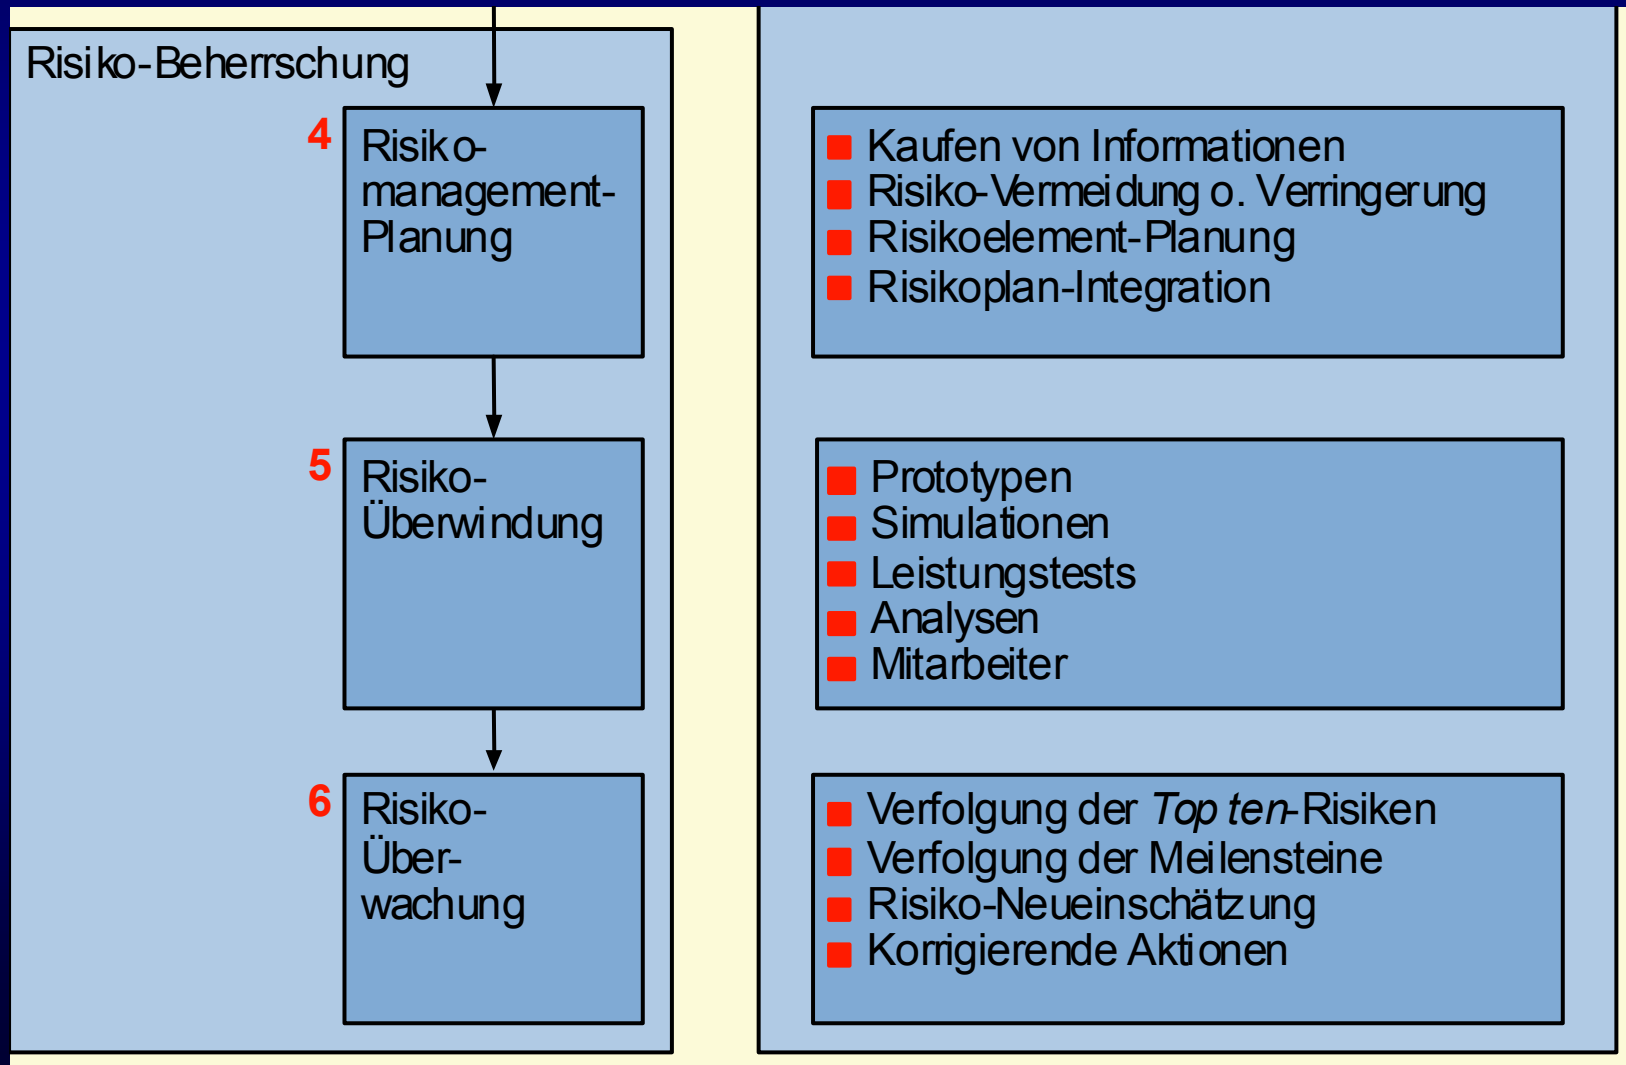 Risiko-Beherrschung
4
Risiko-
management-
Planung
Kaufen von Informationen
Risiko-Vermeidung o. Verringerung
Risikoelement-Planung
Risikoplan-Integration
5
Risiko-
Überwindung
Prototypen
Simulationen
Leistungstests
Analysen
Mitarbeiter
6
Risiko-
Über-
wachung
Verfolgung der Top ten-Risiken
Verfolgung der Meilensteine
Risiko-Neueinschätzung
Korrigierende Aktionen